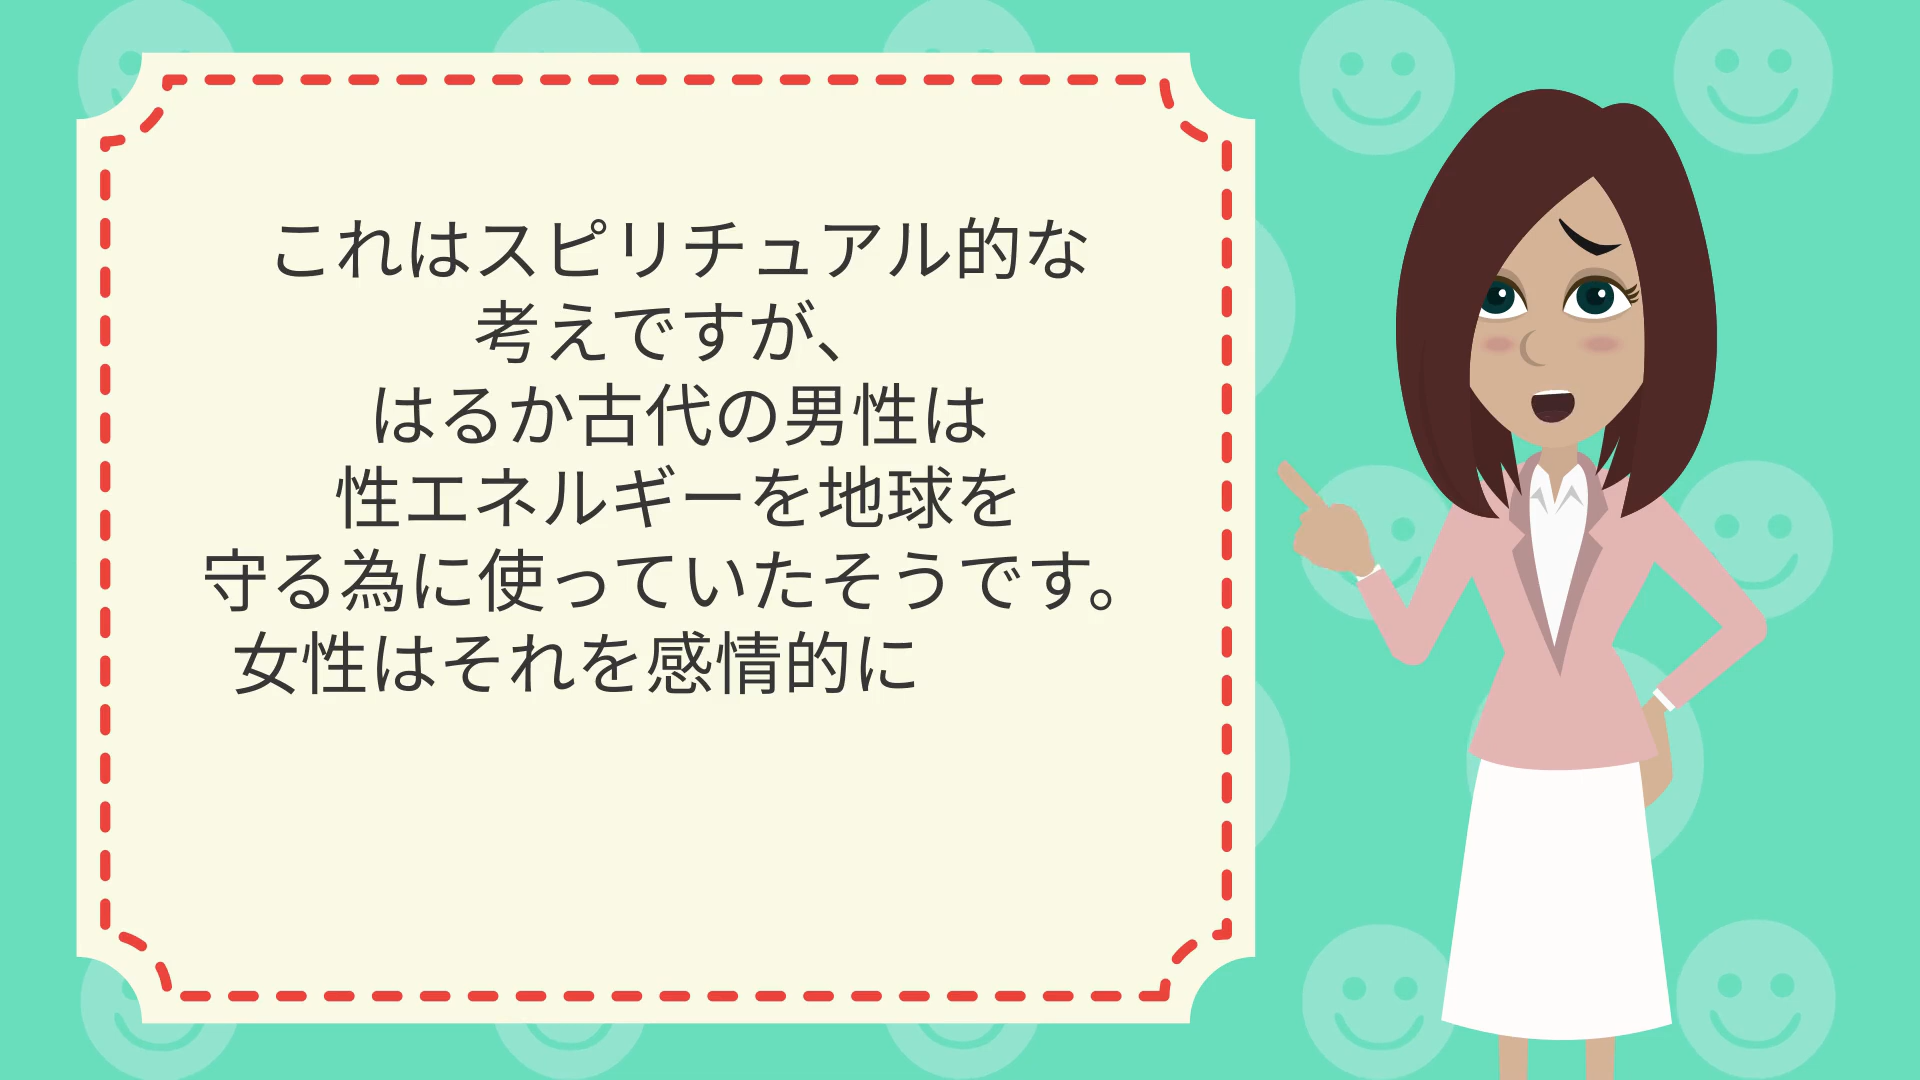 これはスピリチュアル的な
考えですが、
はるか古代の男性は
性エネルギーを地球を
守る為に使っていたそうです。
女性はそれを感情的に